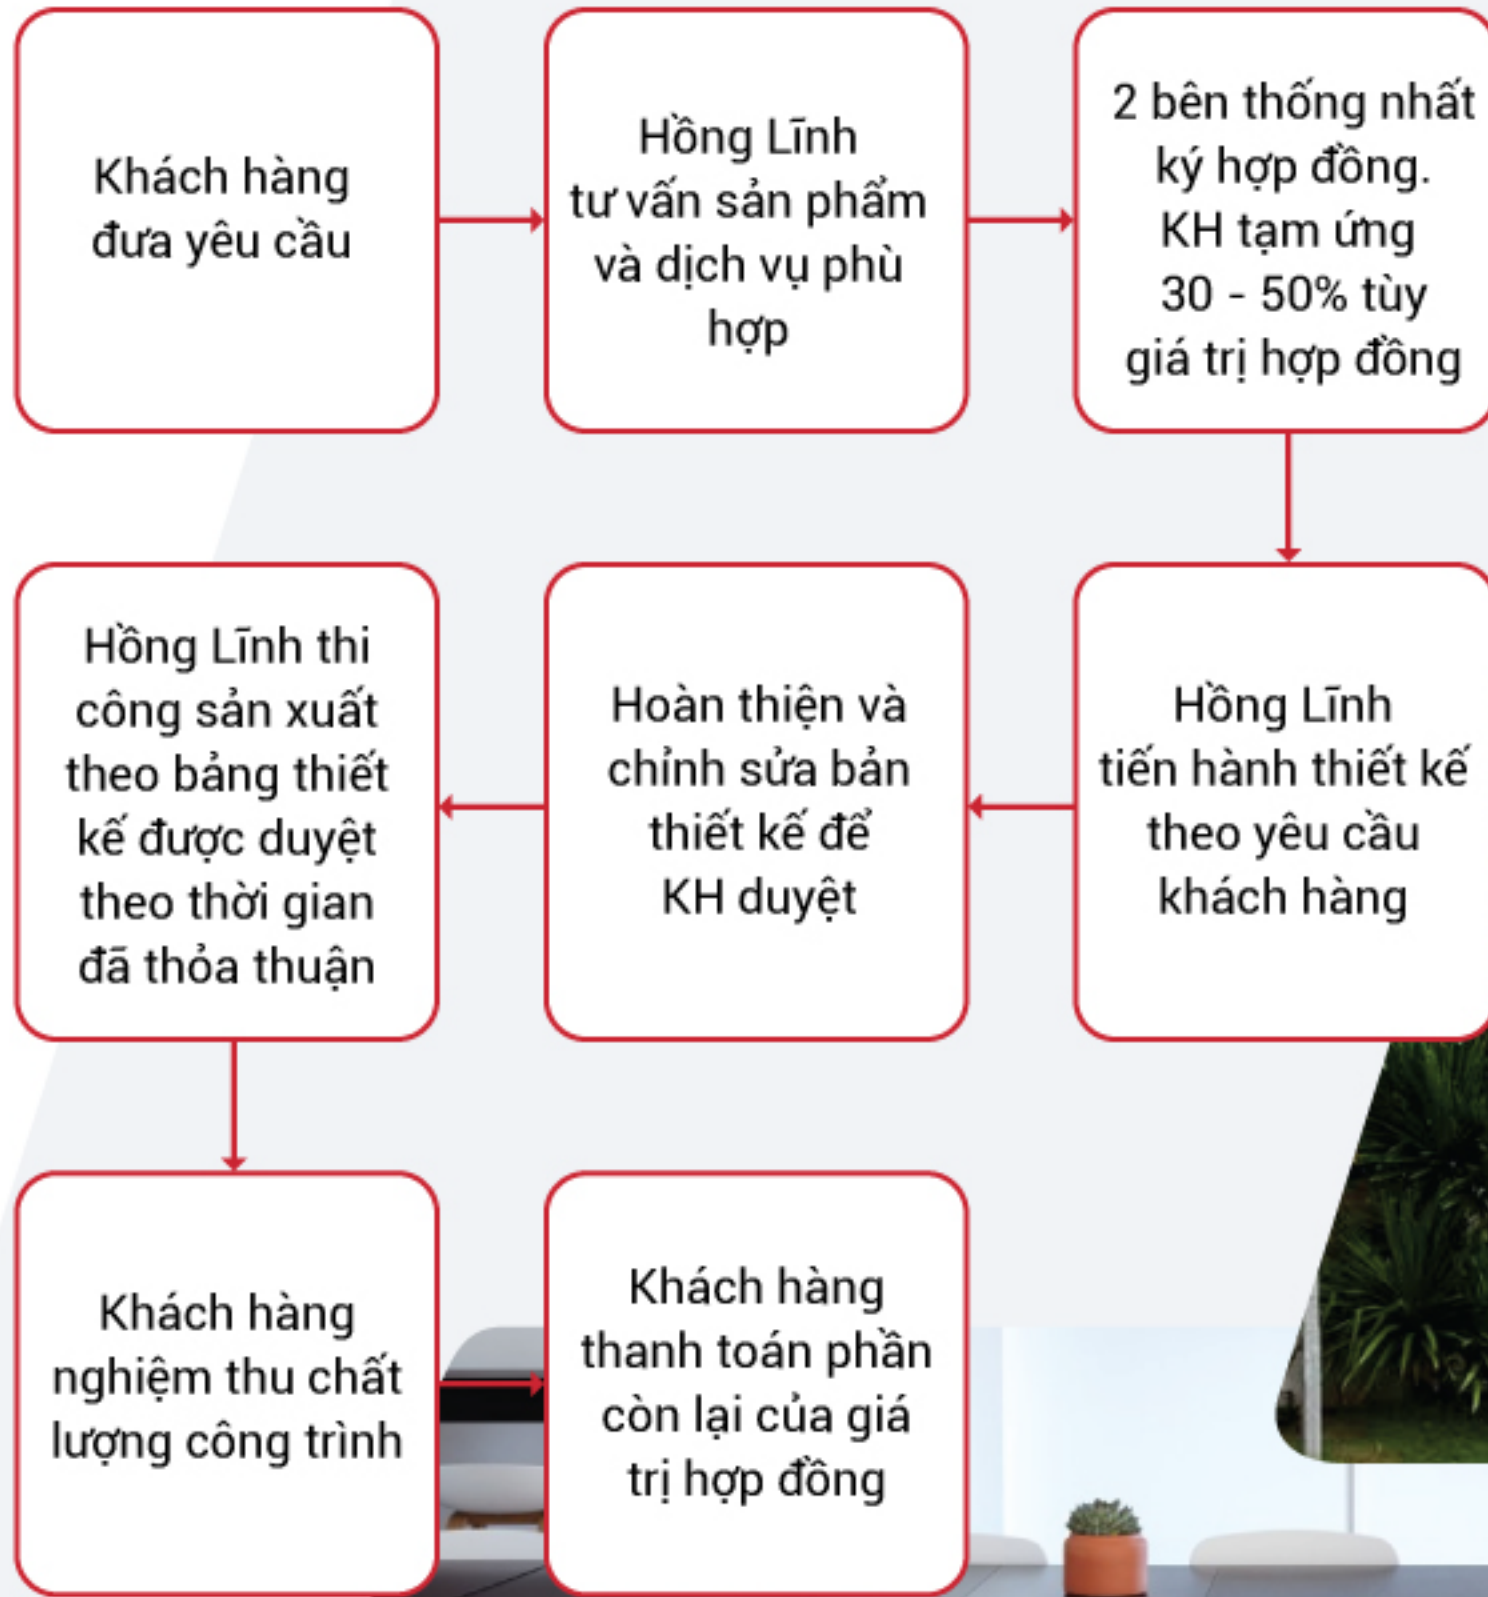 Khách hàng
đưa yêu cầu
Hồng Lĩnh
tư vấn sản phẩm
và dịch vụ phù
hợp
2 bên thống nhất
ký hợp đồng.
KH tạm ứng
30 - 50% tùy
giá trị hợp đồng
Hồng Lĩnh
tiến hành thiết kế
theo yêu cầu
khách hàng
Hoàn thiện và
chỉnh sửa bản
thiết kế để
KH duyệt
Hồng Lĩnh thi
công sản xuất
theo bảng thiết
kế được duyệt
theo thời gian
đã thỏa thuận
Khách hàng
nghiệm thu chất
lượng công trình
Khách hàng
thanh toán phần
còn lại của giá
trị hợp đồng